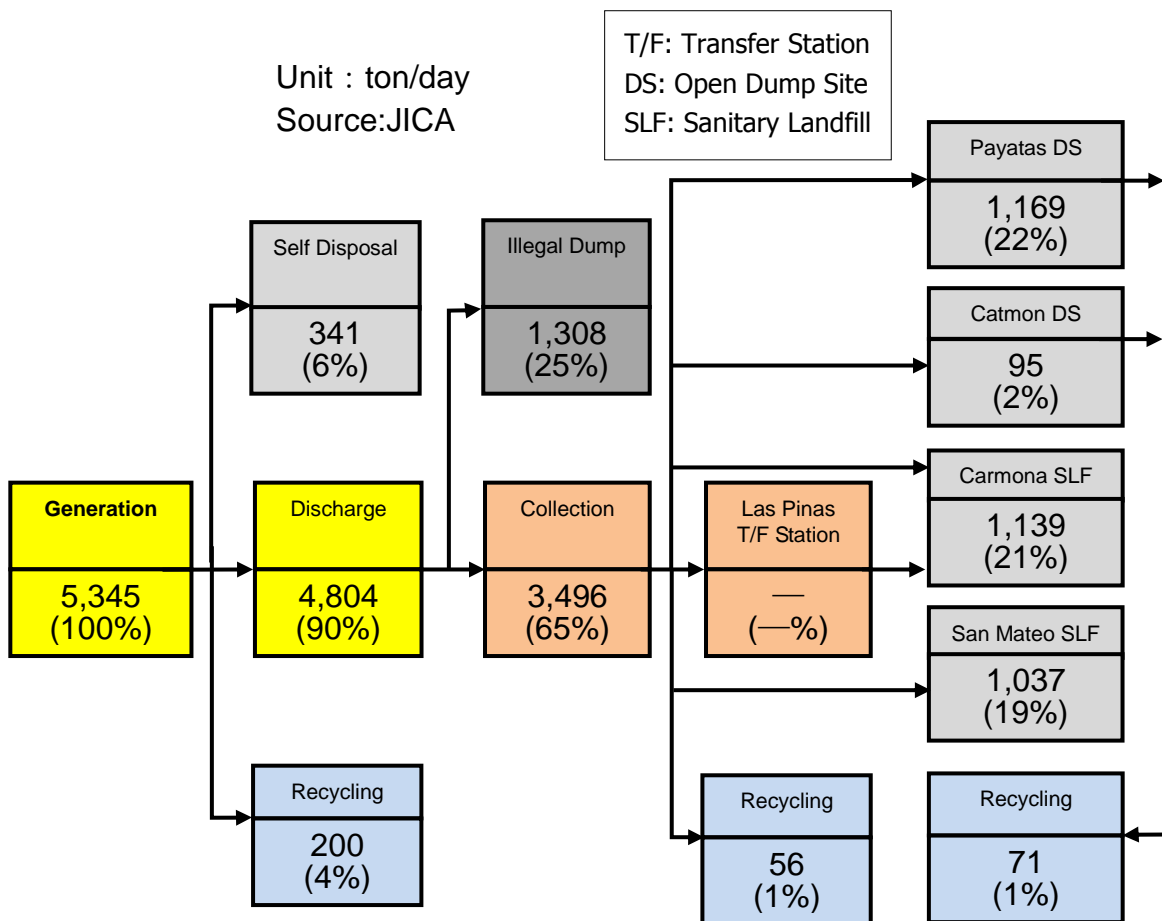 Unit : ton/day
Source:JICA
T/F: Transfer Station
DS: Open Dump Site
SLF: Sanitary Landfill
Generation
5,345
(100%)
Self Disposal
341
(6%)
Discharge
4,804
(90%)
Recycling
200
(4%)
Illegal Dump
1,308
(25%)
Collection
3,496
(65%)
Las Pinas
T/F Station
—
(—%)
Recycling
56
(1%)
Payatas DS
1,169
(22%)
Catmon DS
95
(2%)
Carmona SLF
1,139
(21%)
San Mateo SLF
1,037
(19%)
Recycling
71
(1%)